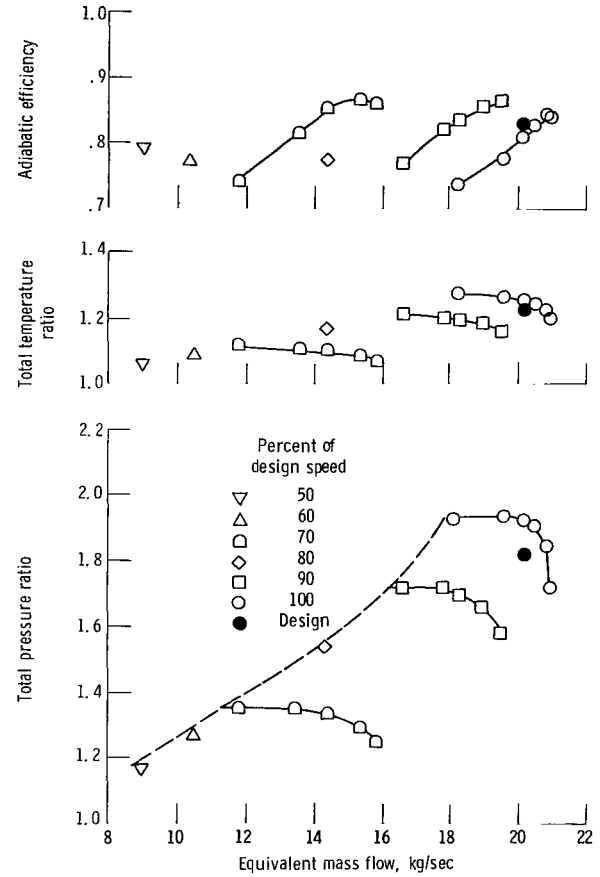 1.0
.9
.8
.7
Adiabatic efficiency
1.4
1.2
1.0
Total temperature
ratio
2.2
2.0
1.8
1.6
1.4
1.2
1.0
Total pressure ratio
Percent of
design speed
50
60
70
80
90
100
Design
8 10 12 14 16 18 20 22
Equivalent mass flow, kg/sec